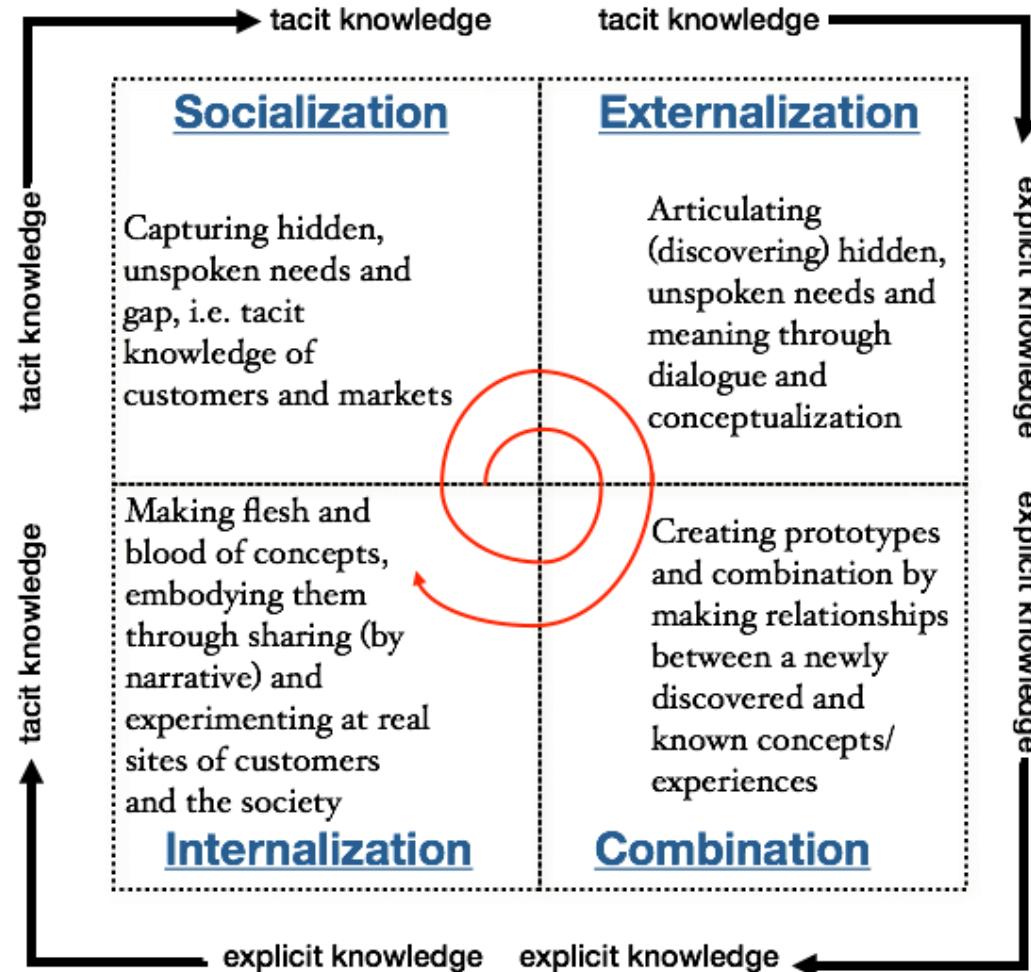 tacit knowledge
tacit knowledge
Socialization
Externalization
tacit knowledge
explicit knowledge
Capturing hidden,
unspoken needs and
gap, i.e. tacit
knowledge of
customers and markets
Articulating
(discovering) hidden,
unspoken needs and
meaning through
dialogue and
conceptualization
tacit knowledge
explicit knowledge
Making flesh and
blood of concepts,
embodying them
through sharing (by
narrative) and
experimenting at real
sites of customers
and the society
Creating prototypes
and combination by
making relationships
between a newly
discovered and
known concepts/
experiences
Internalization
Combination
explicit knowledge
explicit knowledge